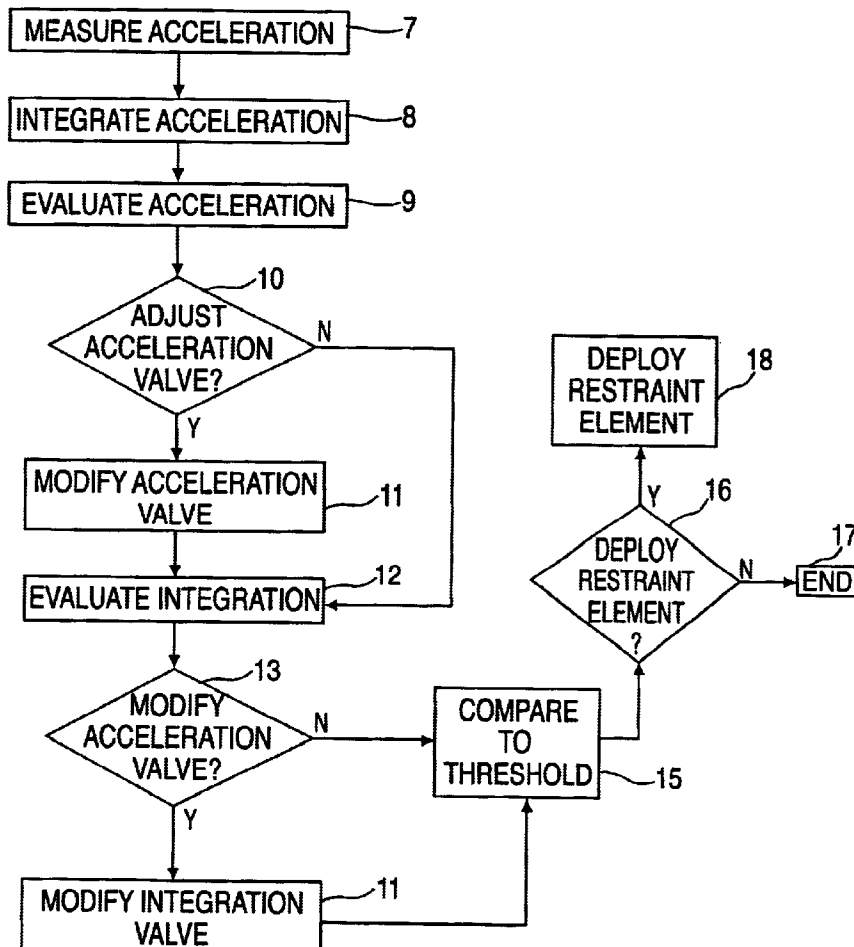 MEASURE ACCELERATION
7
INTEGRATE ACCELERATION
8
EVALUATE ACCELERATION
9
10
ADJUST
ACCELERATION
VALVE?
N
Y
MODIFY ACCELERATION
VALVE
11
EVALUATE INTEGRATION
12
13
MODIFY
ACCELERATION
VALVE?
N
Y
MODIFY INTEGRATION
VALVE
11
COMPARE
TO
THRESHOLD
15
16
DEPLOY
RESTRAINT
ELEMENT
?
Y
N
17
END
DEPLOY
RESTRAINT
ELEMENT
18